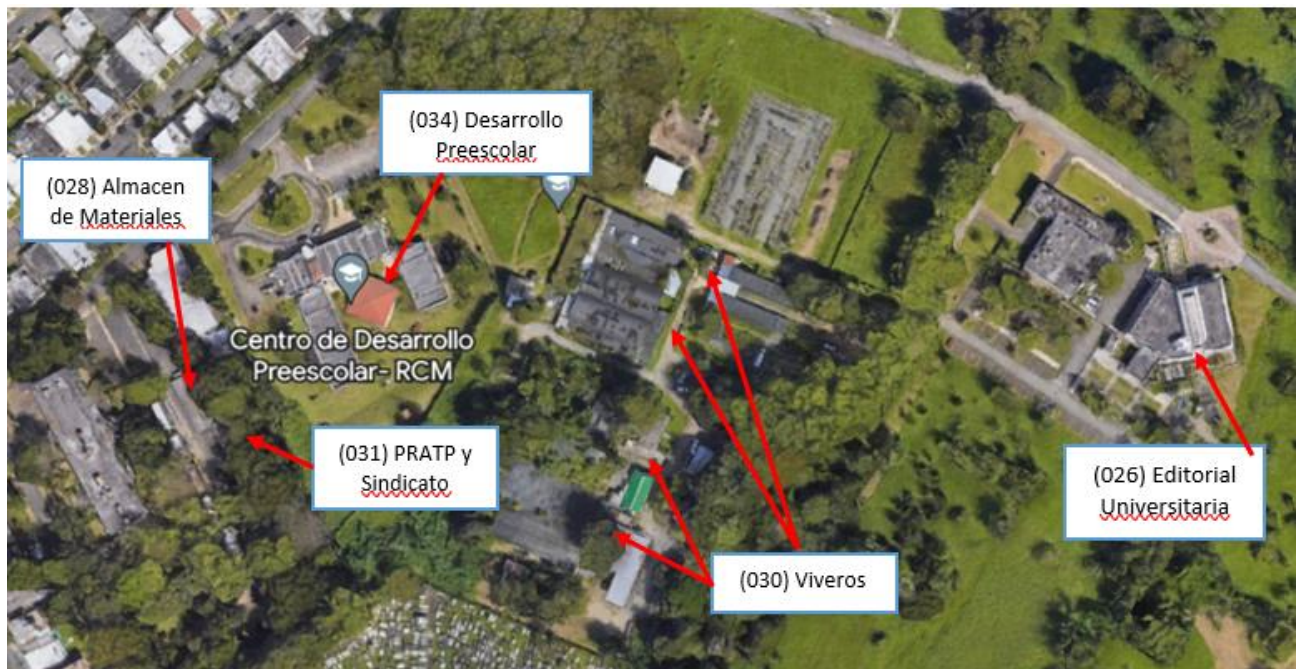 (034) Desarrollo
Preescolar
(028) Almacen
de Materiales
Centro de Desarrollo
Preescolar- RCM
(031) PRATP y
Sindicato
(026) Editorial
Universitaria
(030) Viveros